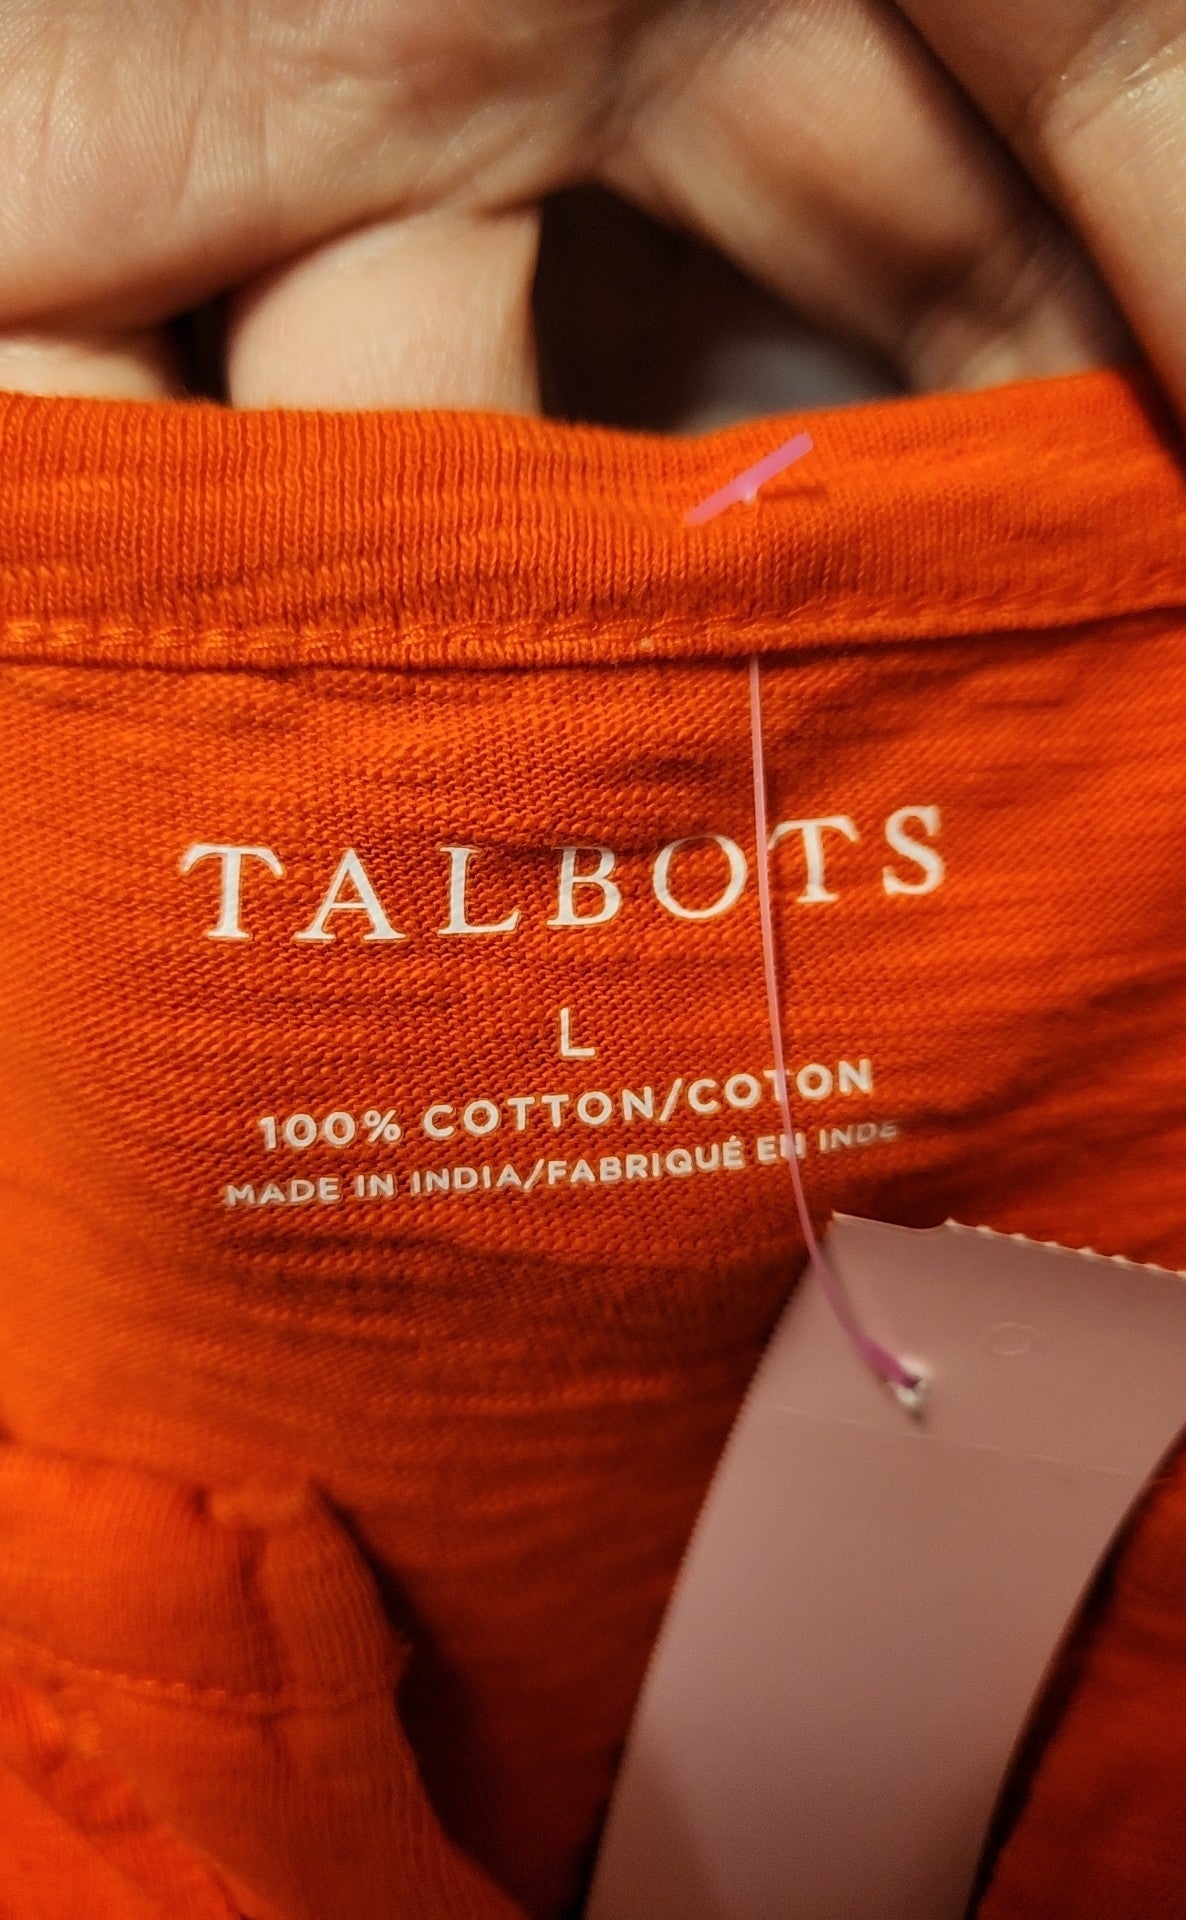 TALBOTS
L
100% COTTON/COTON
MADE IN INDIA/FABRIQUÉ EN INDE